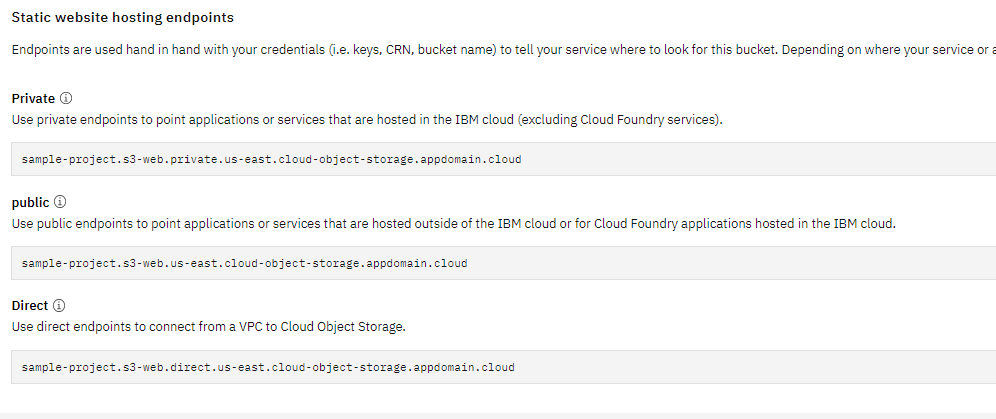 Static website hosting endpoints
Endpoints are used hand in hand with your credentials (i.e. keys, CRN, bucket name) to tell your service where to look for this bucket. Depending on where your service or
Private
Use private endpoints to point applications or services that are hosted in the IBM cloud (excluding Cloud Foundry services).
sample-project.s3-web.private.us-east.cloud-object-storage.appdomain.cloud
public
Use public endpoints to point applications or services that are hosted outside of the IBM cloud or for Cloud Foundry applications hosted in the IBM cloud.
sample-project.s3-web.us-east.cloud-object-storage.appdomain.cloud
Direct
Use direct endpoints to connect from a VPC to Cloud Object Storage.
sample-project.s3-web.direct.us-east.cloud-object-storage.appdomain.cloud